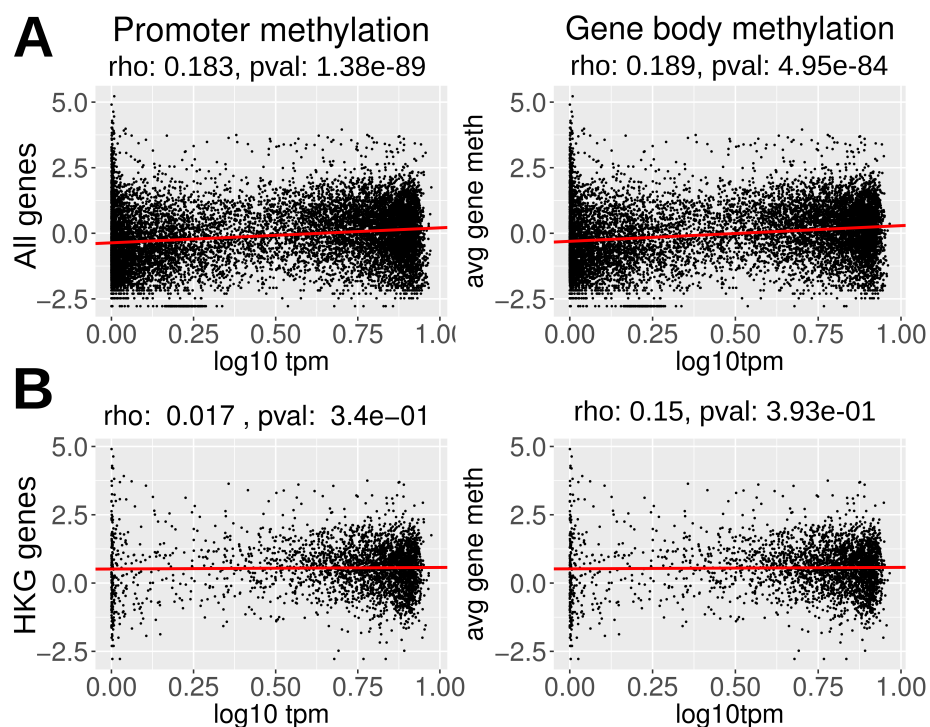 A
Promoter methylation
Gene body methylation
rho: 0.183, pval: 1.38e-89
rho: 0.189, pval: 4.95e-84
All genes
5.0
2.5
0.0
−2.5
0.00 0.25 0.50 0.75 1.00
log10 tpm
avg gene meth
5.0
2.5
0.0
−2.5
0.00 0.25 0.50 0.75 1.00
log10tpm
B
rho: 0.017 , pval: 3.4e−01
rho: 0.15, pval: 3.93e-01
HKG genes
5.0
2.5
0.0
−2.5
0.00 0.25 0.50 0.75 1.00
log10 tpm
avg gene meth
5.0
2.5
0.0
−2.5
0.00 0.25 0.50 0.75 1.00
log10tpm